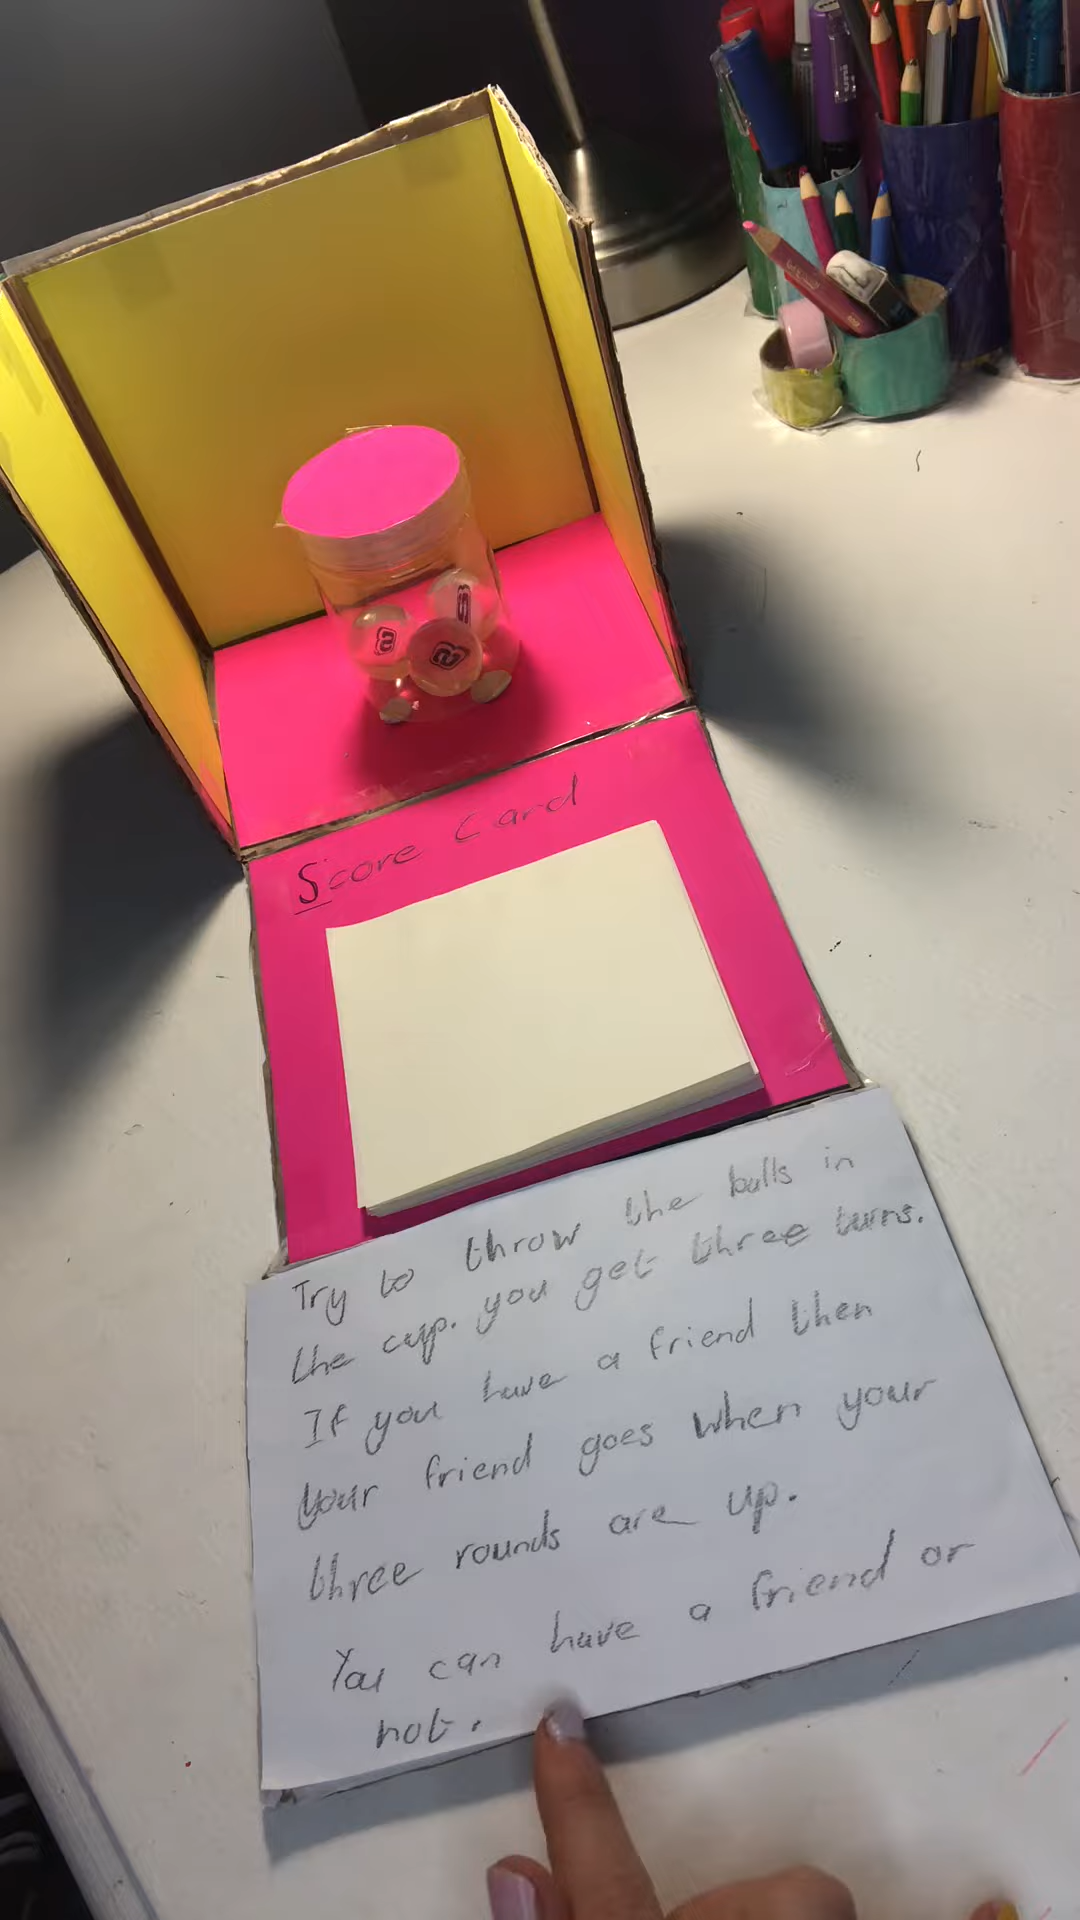 Score Card
Try to throw the balls in
the cup. you get three turns.
If you have a friend then
your friend goes when your
three rounds are up.
You can have a friend or
not.